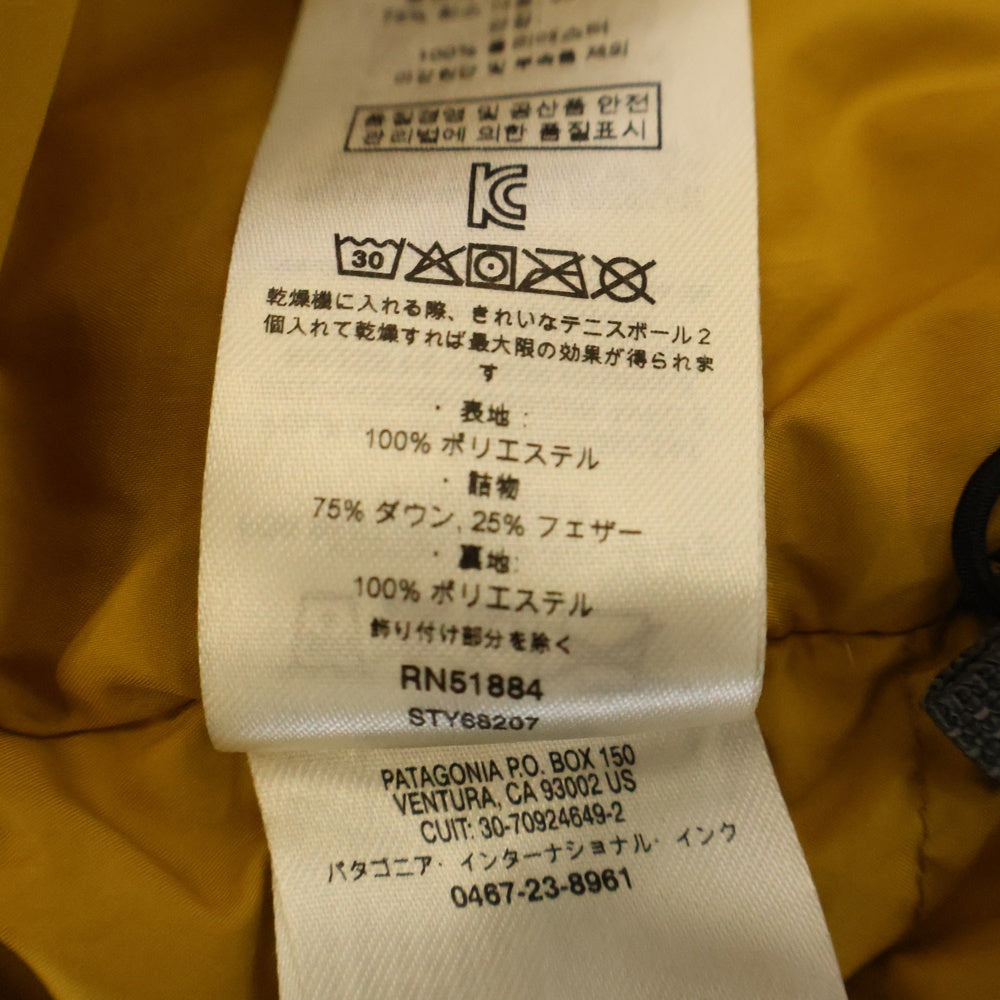 100% 폴리에스터
품질경영 및 공산품 안전
관리법에 의한 품질표시
30
乾燥機に入れる際、きれいなテニスボール2
個入れて乾燥すれば最大限の効果が得られま
す
・ 表地 :
100% ポリエステル
・ 詰物
75% ダウン, 25% フェザー
・ 裏地:
100% ポリエステル
飾り付け部分を除く
RN51884
STY68207
PATAGONIA P.O. BOX 150
VENTURA, CA 93002 US
CUIT: 30-70924649-2
パタゴニア・インターナショナル・インク
0467-23-8961